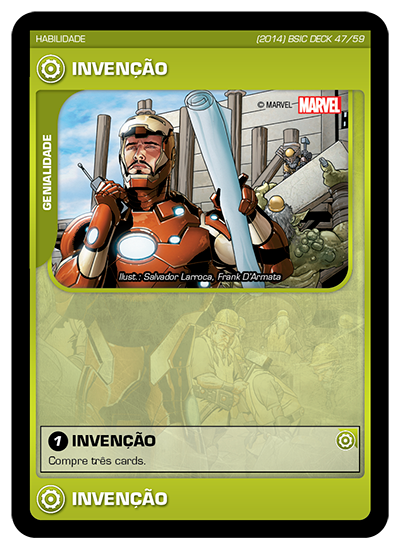 HABILIDADE
(2014) BSIC DECK 47/59
INVENÇÃO
GENIALIDADE
© MARVEL
MARVEL
Ilust.: Salvador Larroca, Frank D'Armata
1 INVENÇÃO
Compre três cards.
INVENÇÃO